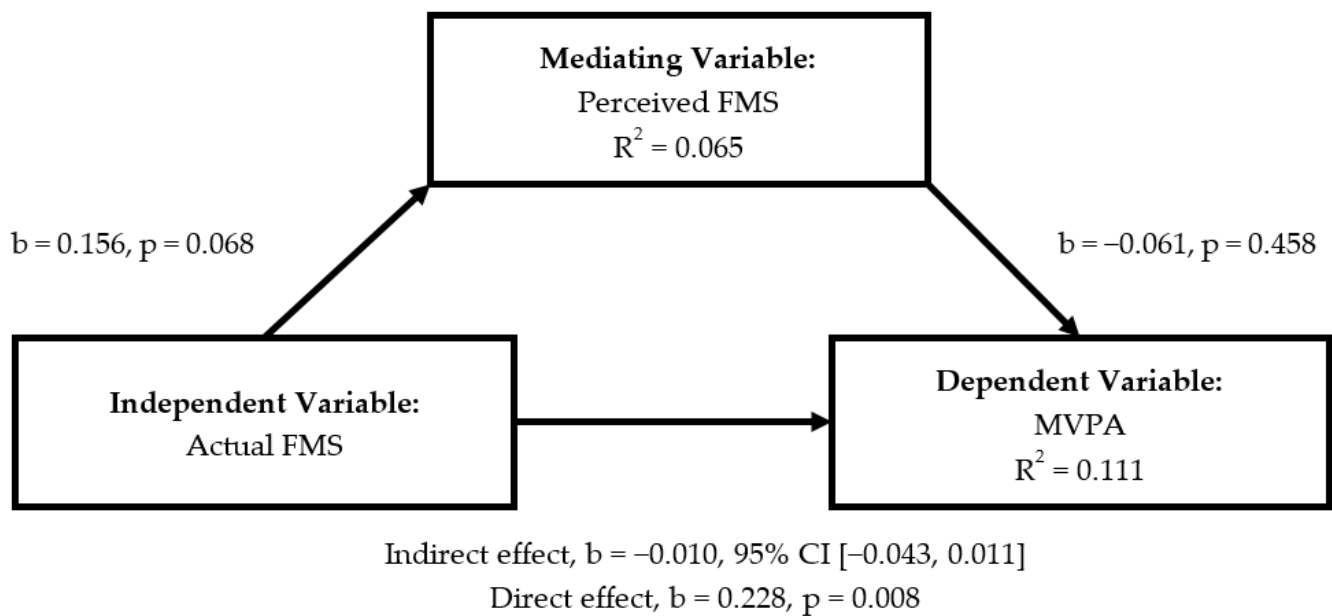 Mediating Variable:
Perceived FMS
R² = 0.065
b = 0.156, p = 0.068
b = −0.061, p = 0.458
Independent Variable:
Actual FMS
Dependent Variable:
MVPA
R² = 0.111
Indirect effect, b = −0.010, 95% CI [−0.043, 0.011]
Direct effect, b = 0.228, p = 0.008